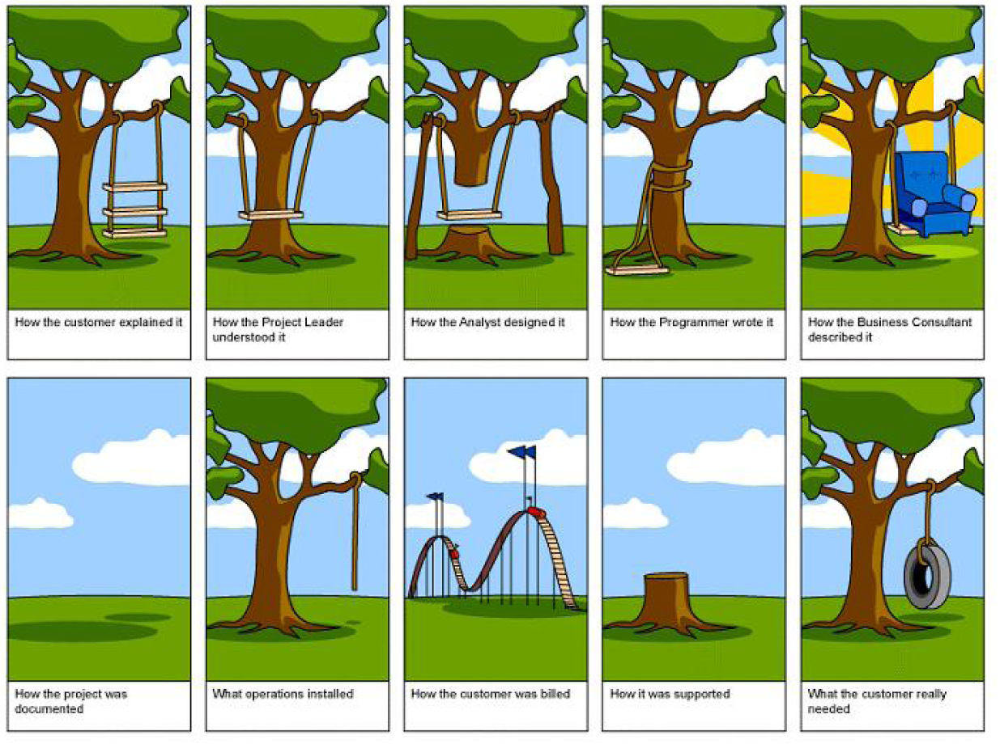 How the customer explained it
How the Project Leader
understood it
How the Analyst designed it
How the Programmer wrote it
How the Business Consultant
described it
How the project was
documented
What operations installed
How the customer was billed
How it was supported
What the customer really
needed